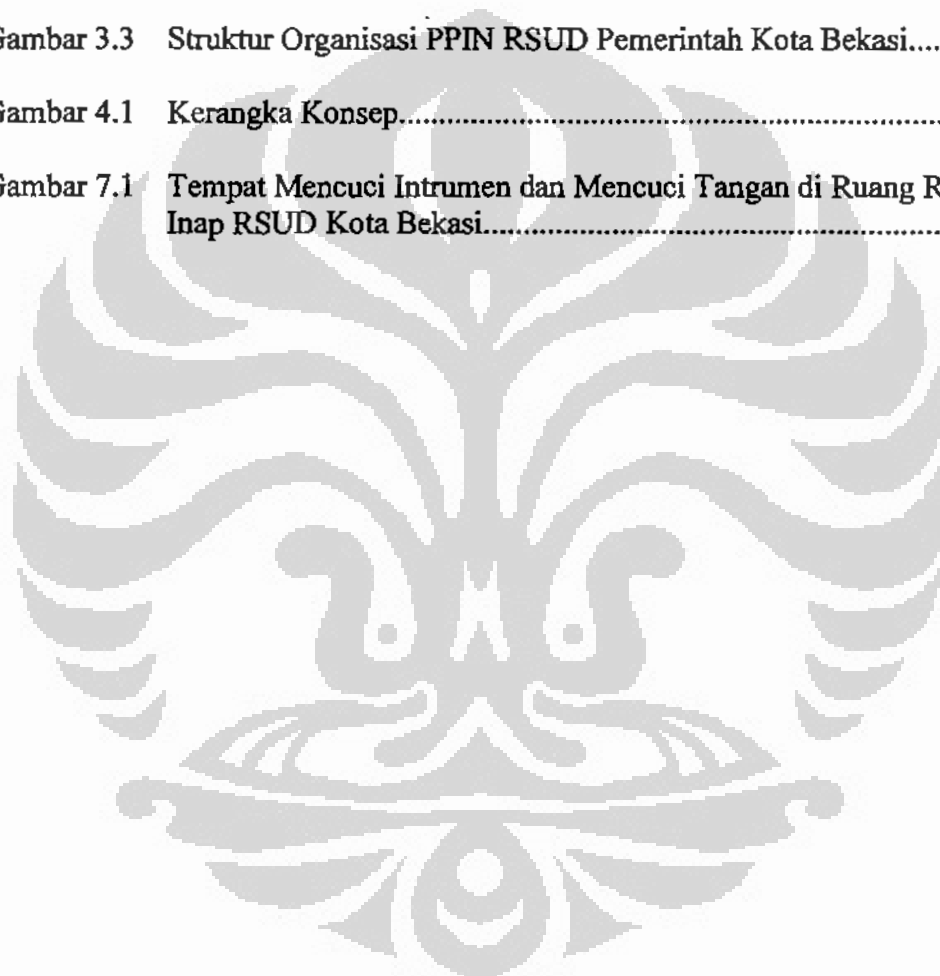 Gambar 3.3 Struktur Organisasi PPIN RSUD Pemerintah Kota Bekasi....
Gambar 4.1 Kerangka Konsep....................................................................................
Gambar 7.1 Tempat Mencuci Intrumen dan Mencuci Tangan di Ruang R
Inap RSUD Kota Bekasi.........................................................................